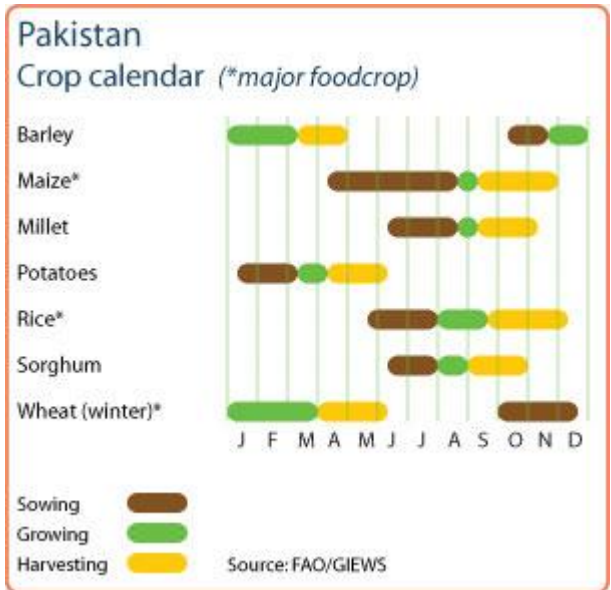 Pakistan
Crop calendar (*major foodcrop)
Barley
Maize*
Millet
Potatoes
Rice*
Sorghum
Wheat (winter)*
J F M A M J J A S O N D
Sowing
Growing
Harvesting
Source: FAO/GIEWS